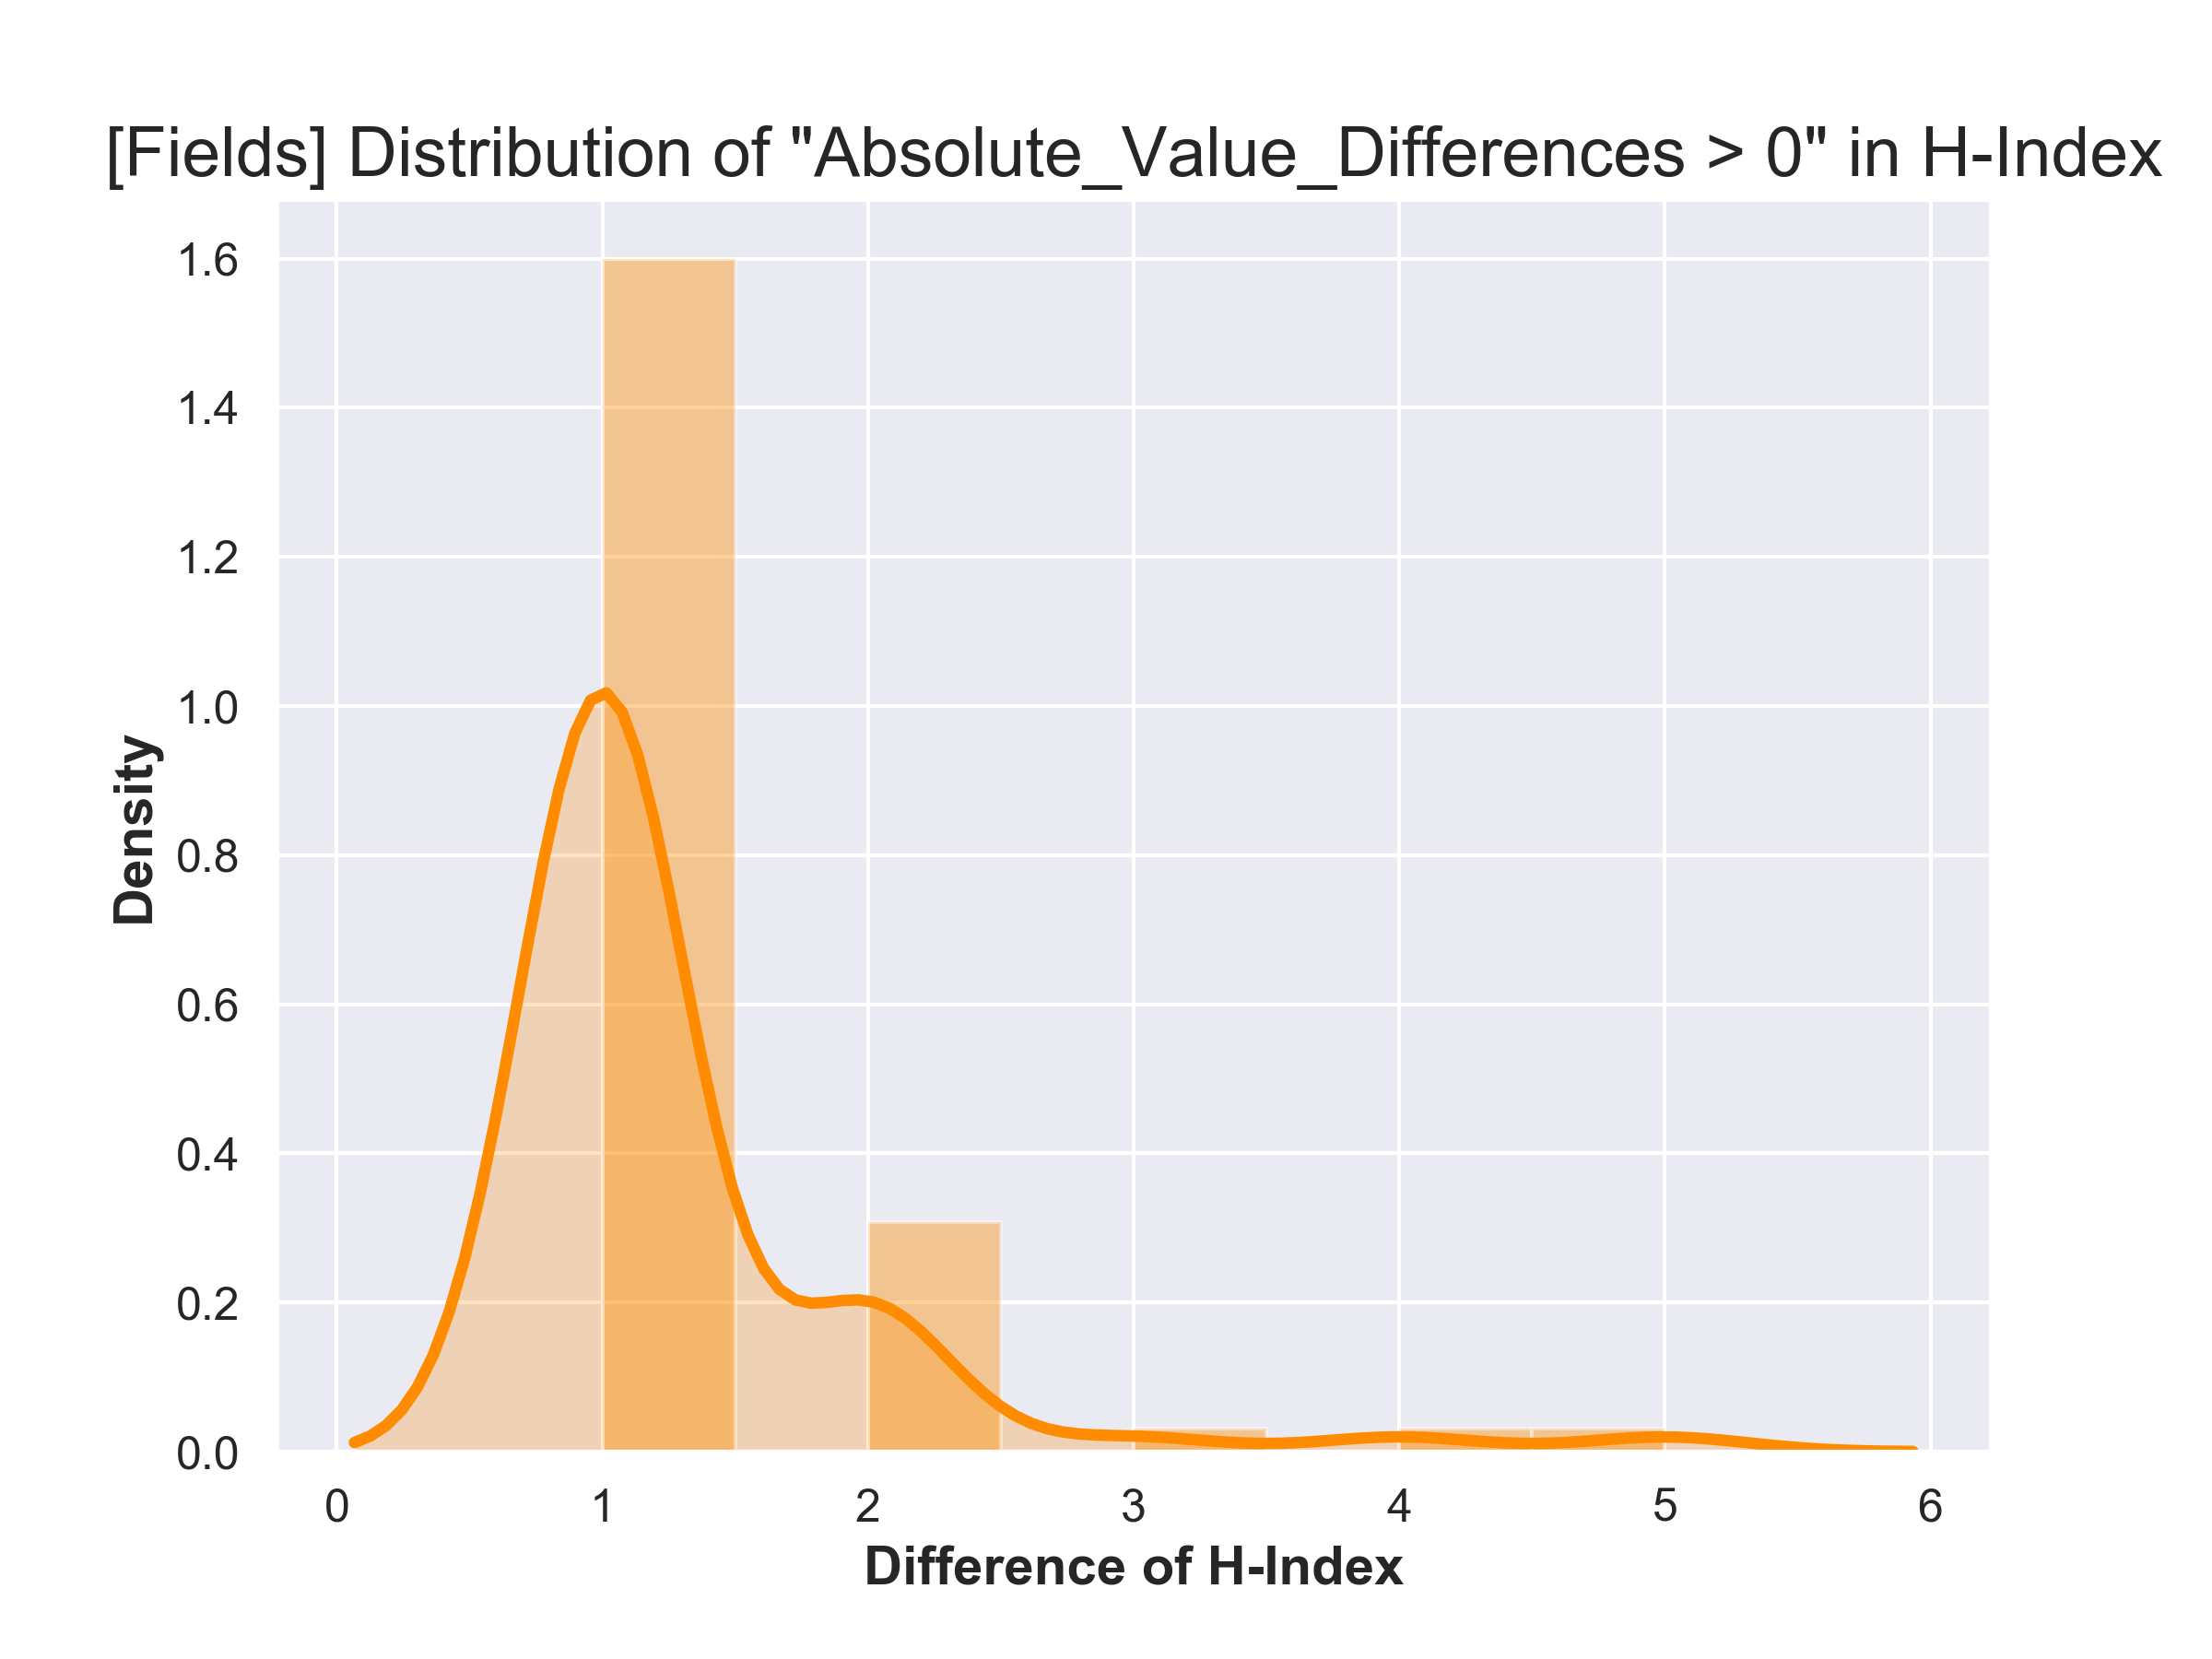 [Fields] Distribution of "Absolute_Value_Differences > 0" in H-Index
1.6
1.4
1.2
1.0
0.8
0.6
0.4
0.2
0.0
Density
0 1 2 3 4 5 6
Difference of H-Index